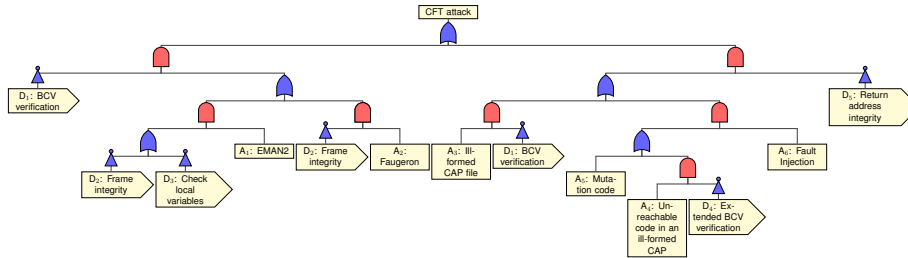 CFT attack
D₁: BCV
verification
D₅: Return
address
integrity
A₁: EMAN2
D₂: Frame
integrity
A₂:
Faugeron
A₃: Ill-
formed
CAP file
D₁: BCV
verification
A₆: Fault
Injection
D₂: Frame
integrity
D₃: Check
local
variables
A₅: Muta-
tion code
A₄: Un-
reachable
code in an
ill-formed
CAP
D₄: Ex-
tended BCV
verification